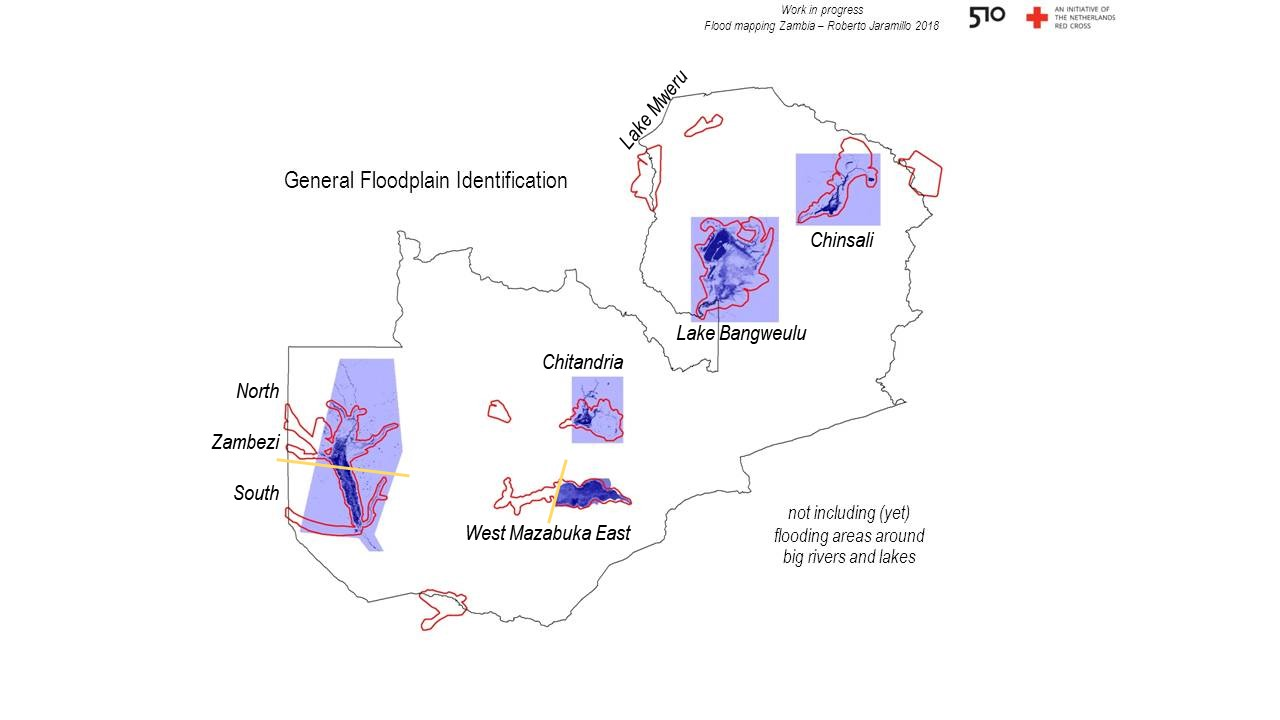 Work in progress
Flood mapping Zambia – Roberto Jaramillo 2018
510
AN INITIATIVE OF
THE NETHERLANDS
RED CROSS
Lake Mweru
General Floodplain Identification
Chinsali
Lake Bangweulu
Chitandria
North
Zambezi
South
West Mazabuka East
not including (yet)
flooding areas around
big rivers and lakes